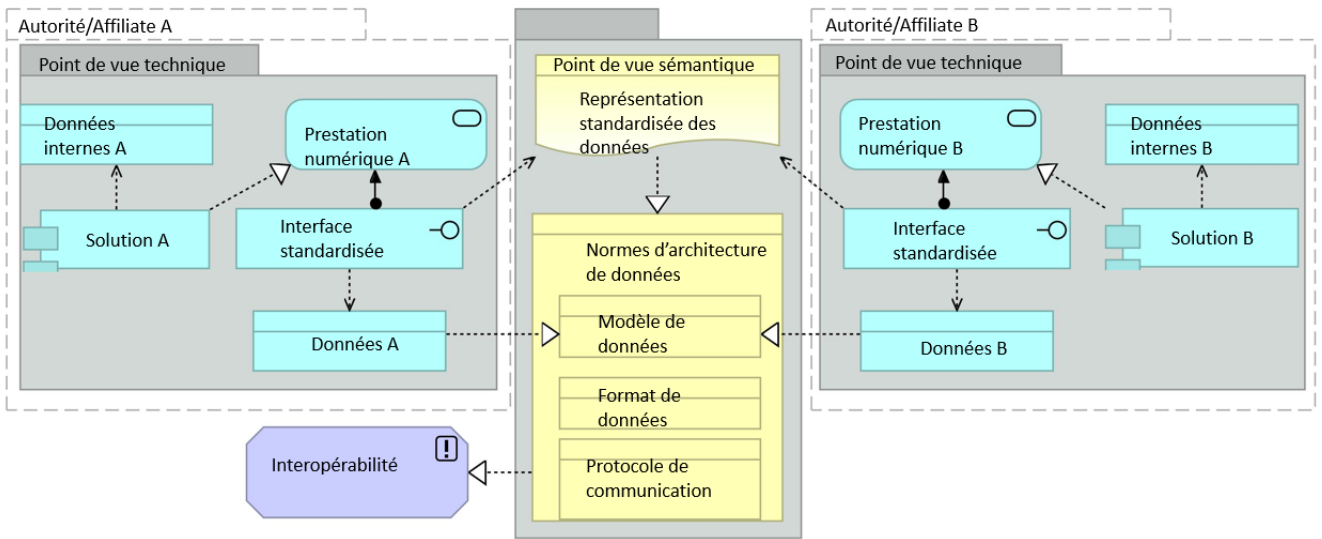 Autorité/Affiliate A
Point de vue technique
Données
internes A
Prestation
numérique A
Solution A
Interface
standardisée
Données A
Interopérabilité
Point de vue sémantique
Représentation
standardisée des
données
Normes d’architecture
de données
Modèle de
données
Format de
données
Protocole de
communication
Autorité/Affiliate B
Point de vue technique
Prestation
numérique B
Données
internes B
Interface
standardisée
Solution B
Données B